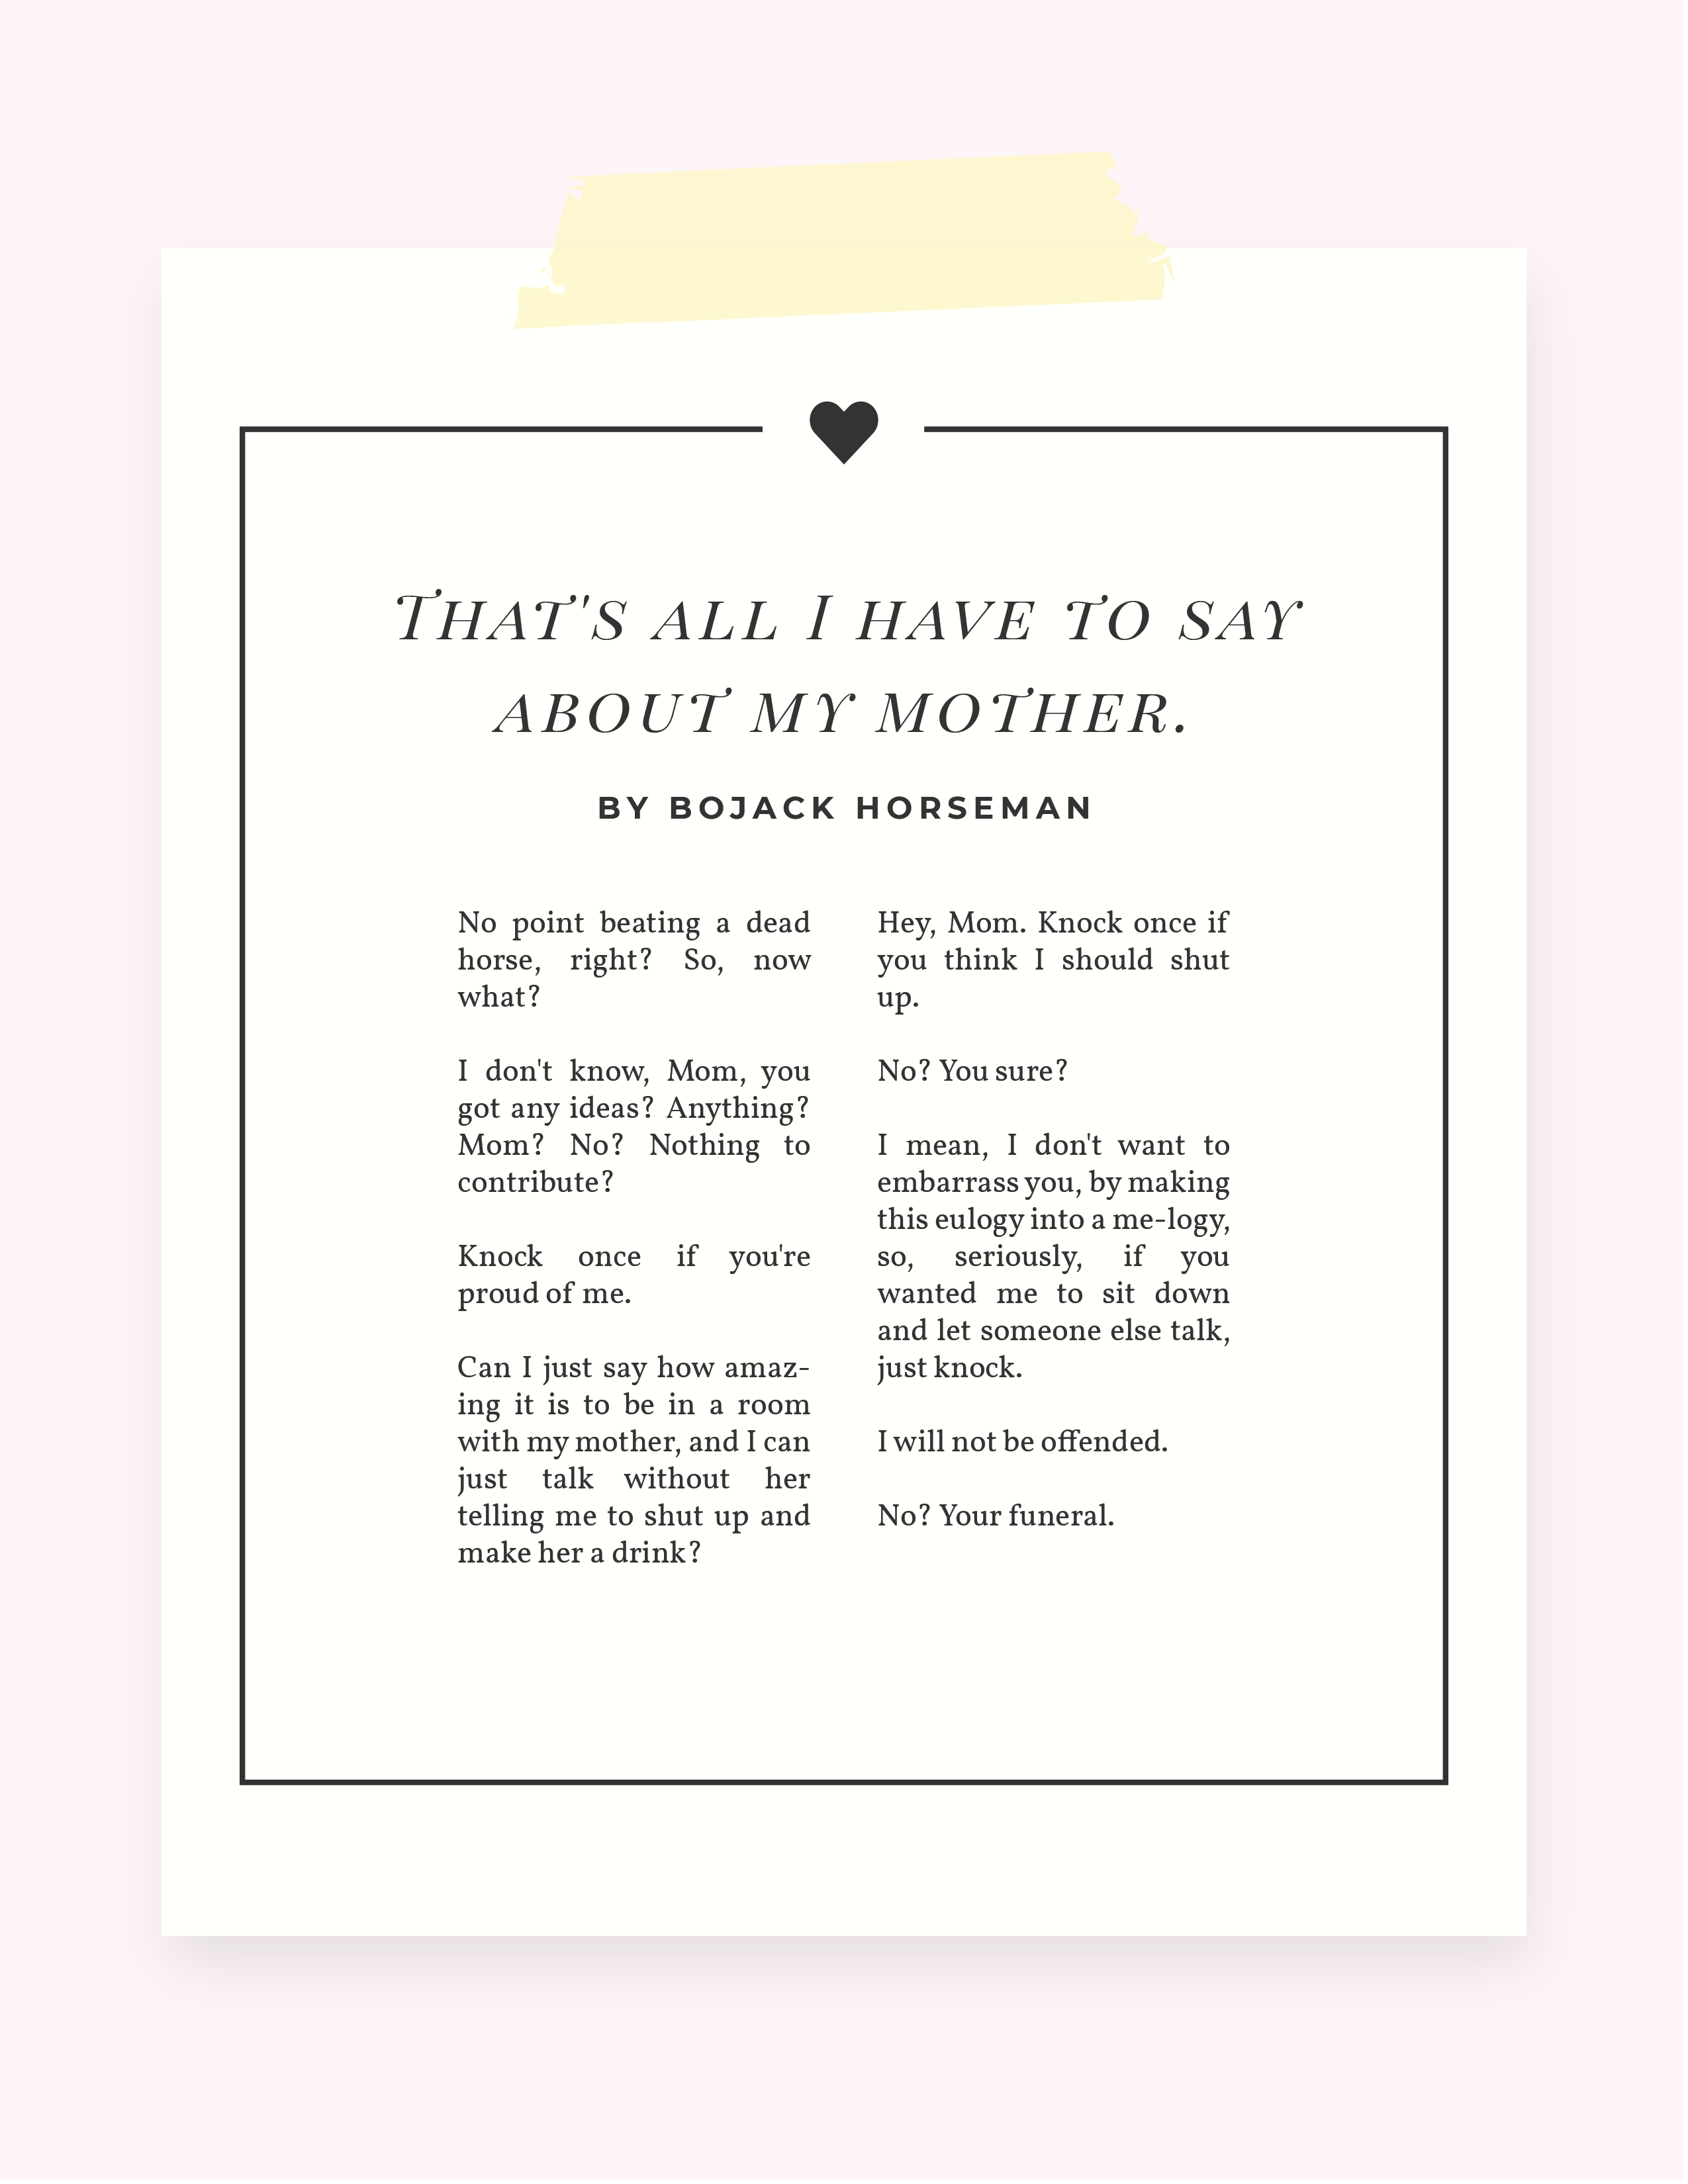 That's all I have to say
about my mother.
BY BOJACK HORSEMAN
No point beating a dead
horse, right? So, now
what?
I don't know, Mom, you
got any ideas? Anything?
Mom? No? Nothing to
contribute?
Knock once if you're
proud of me.
Can I just say how amaz-
ing it is to be in a room
with my mother, and I can
just talk without her
telling me to shut up and
make her a drink?
Hey, Mom. Knock once if
you think I should shut
up.
No? You sure?
I mean, I don't want to
embarrass you, by making
this eulogy into a me-logy,
so, seriously, if you
wanted me to sit down
and let someone else talk,
just knock.
I will not be offended.
No? Your funeral.